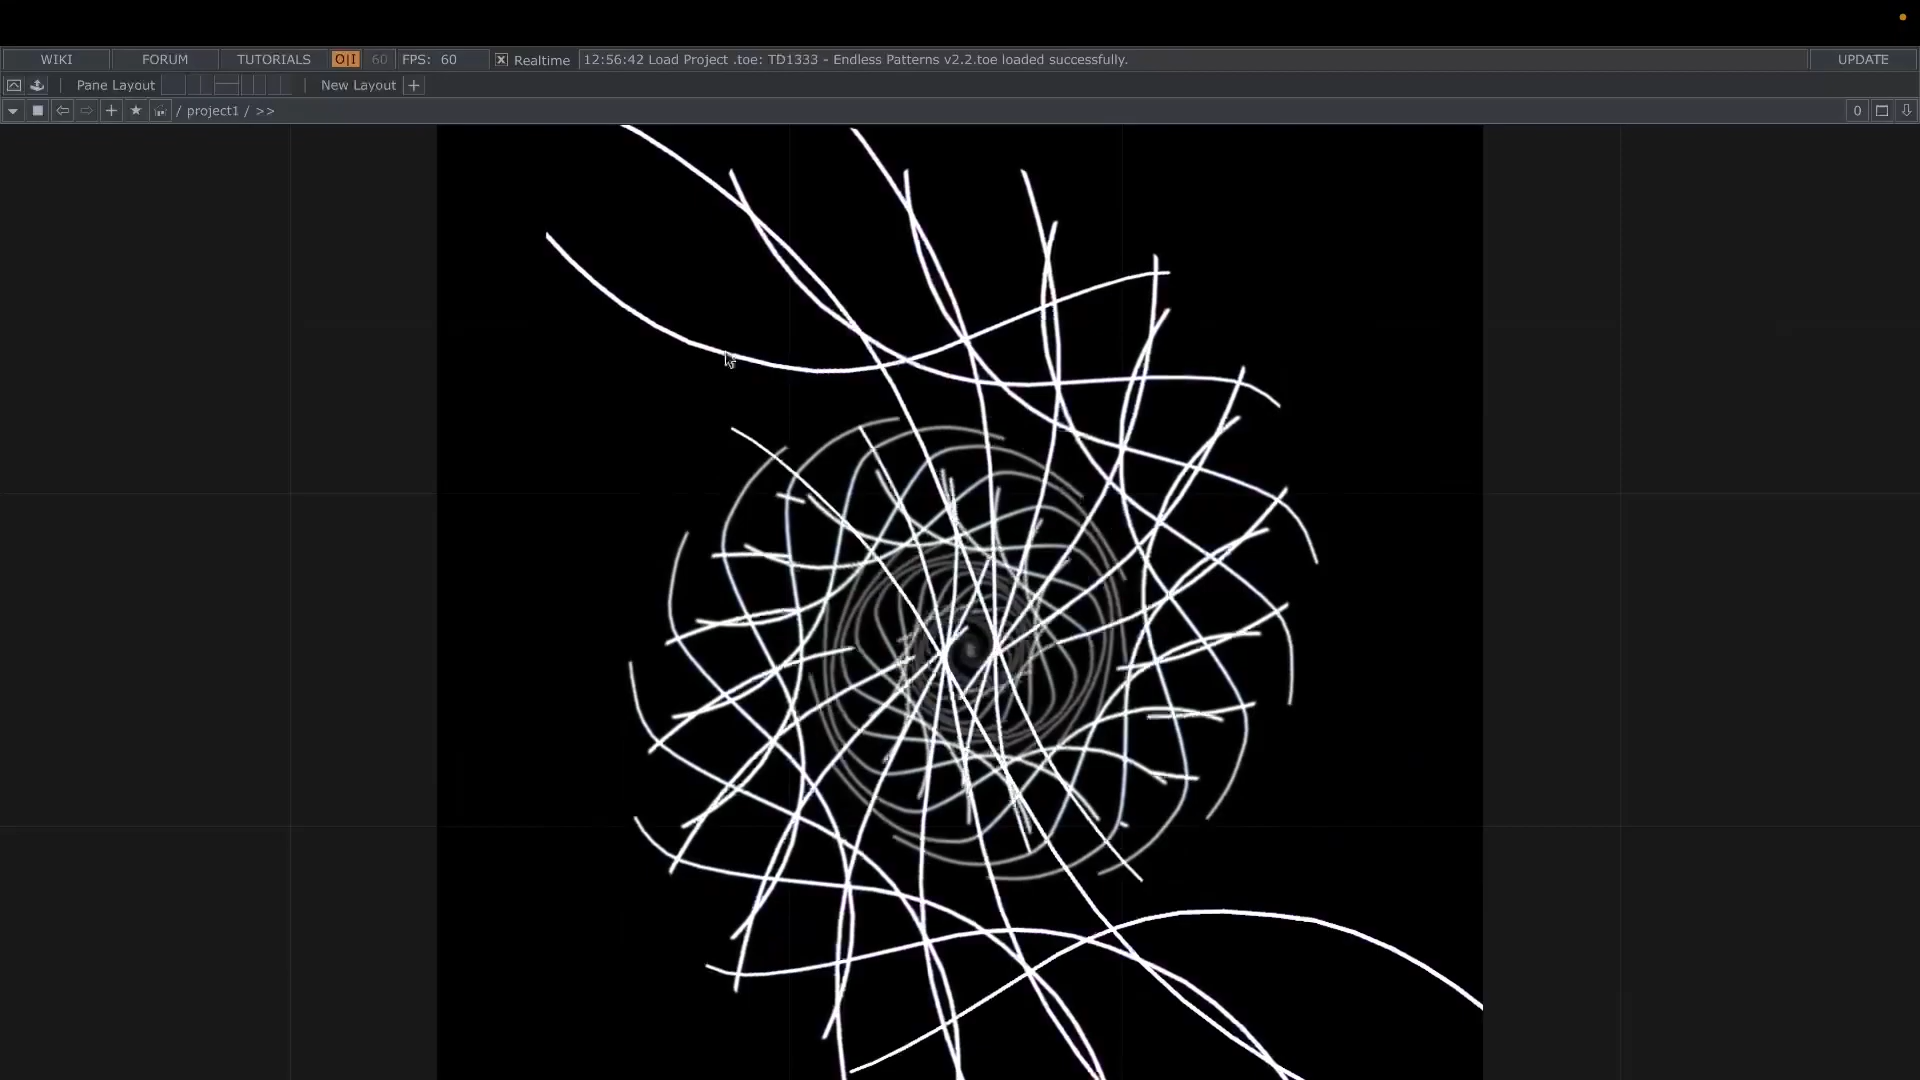 WIKI FORUM TUTORIALS O|I 60 FPS: 60 Realtime 12:56:42 Load Project .toe: TD1333 - Endless Patterns v2.2.toe loaded successfully. UPDATE
Pane Layout New Layout +
/ project1 / >> 0